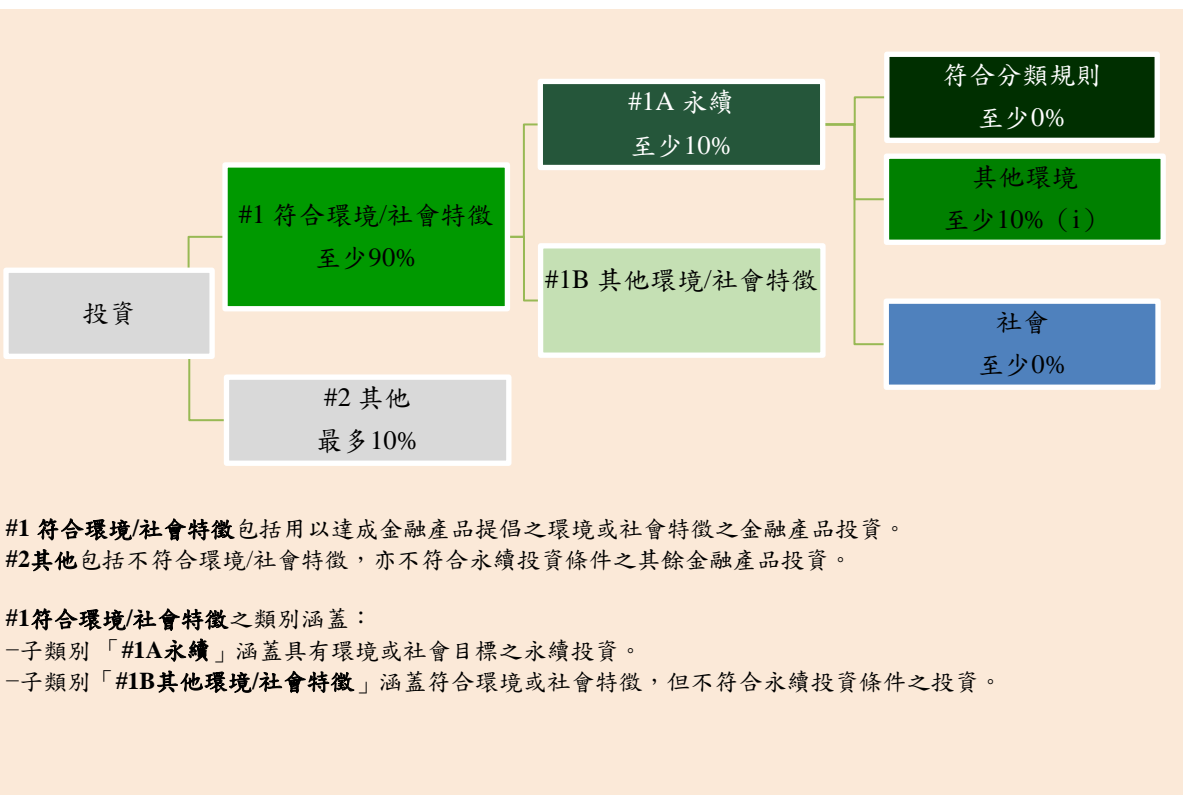 投資
#1 符合環境/社會特徵
至少90%
#2 其他
最多10%
#1A 永續
至少10%
#1B 其他環境/社會特徵
符合分類規則
至少0%
其他環境
至少10%（i）
社會
至少0%
#1 符合環境/社會特徵包括用以達成金融產品提倡之環境或社會特徵之金融產品投資。
#2其他包括不符合環境/社會特徵，亦不符合永續投資條件之其餘金融產品投資。
#1符合環境/社會特徵之類別涵蓋：
–子類別「#1A永續」涵蓋具有環境或社會目標之永續投資。
–子類別「#1B其他環境/社會特徵」涵蓋符合環境或社會特徵，但不符合永續投資條件之投資。